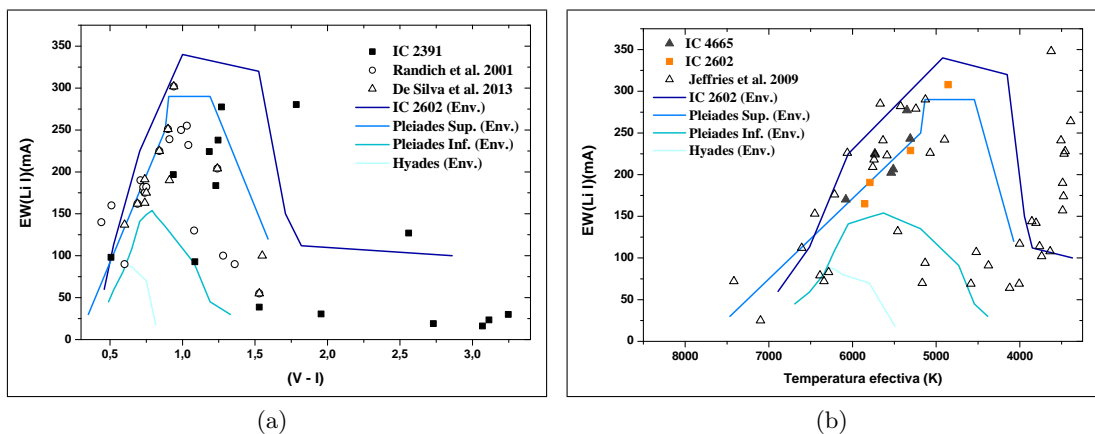 350
300
250
200
150
100
50
0
EW(Li I)(mA)
0,5
1,0
1,5
2,0
2,5
3,0
(V - I)
IC 2391
Randich et al. 2001
De Silva et al. 2013
IC 2602 (Env.)
Pleiades Sup. (Env.)
Pleiades Inf. (Env.)
Hyades (Env.)
(a)
350
300
250
200
150
100
50
0
EW(Li I)(mA)
8000
7000
6000
5000
4000
Temperatura efectiva (K)
IC 4665
IC 2602
Jeffries et al. 2009
IC 2602 (Env.)
Pleiades Sup. (Env.)
Pleiades Inf. (Env.)
Hyades (Env.)
(b)